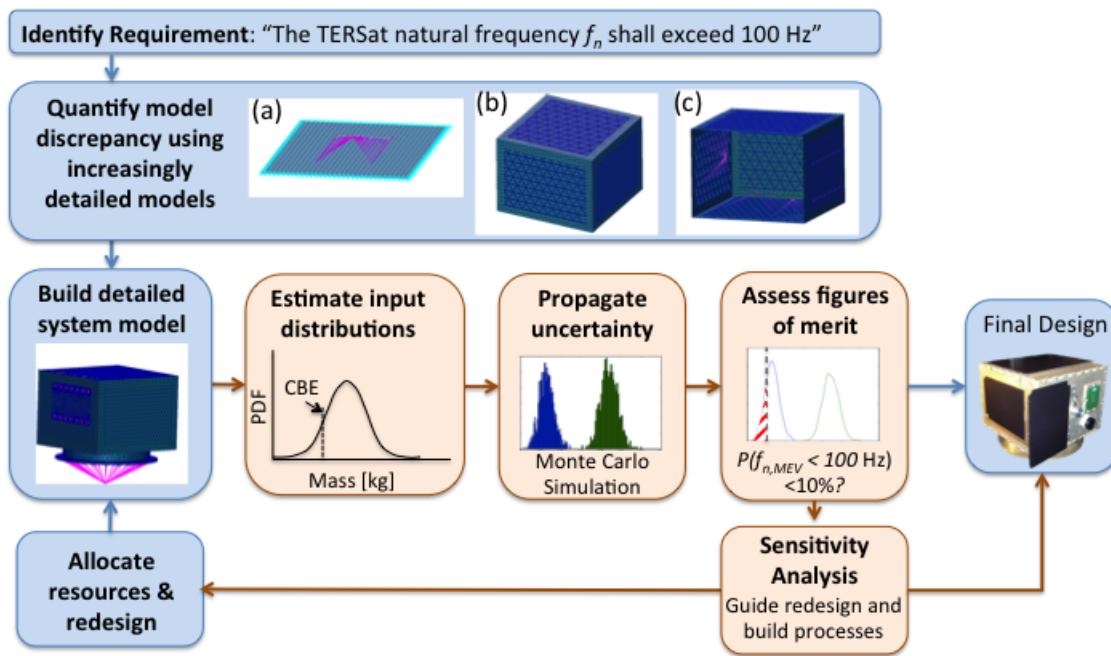 Identify Requirement: “The TERSat natural frequency fn shall exceed 100 Hz”
Quantify model
discrepancy using
increasingly
detailed models
(a)
(b)
(c)
Build detailed
system model
Estimate input
distributions
CBE
PDF
Mass [kg]
Propagate
uncertainty
Monte Carlo
Simulation
Assess figures
of merit
P(fn,MEV < 100 Hz)
<10%?
Final Design
Allocate
resources &
redesign
Sensitivity
Analysis
Guide redesign and
build processes